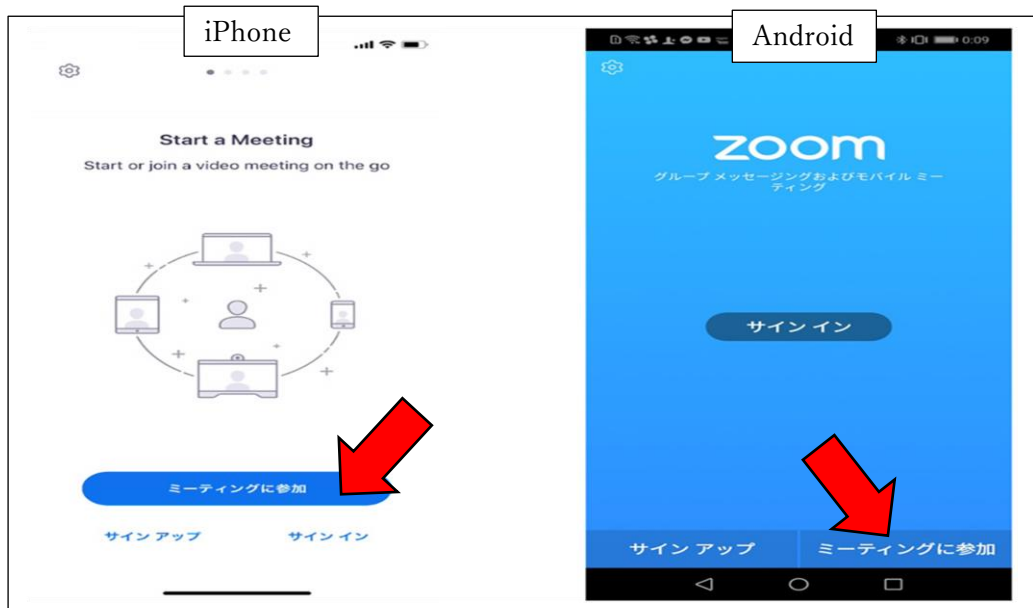 iPhone
Start a Meeting
Start or join a video meeting on the go
ミーティングに参加
サイン アップ
サイン イン
Android
0:09
zoom
グループ メッセージングおよびモバイル ミー
ティング
サイン イン
サイン アップ
ミーティングに参加